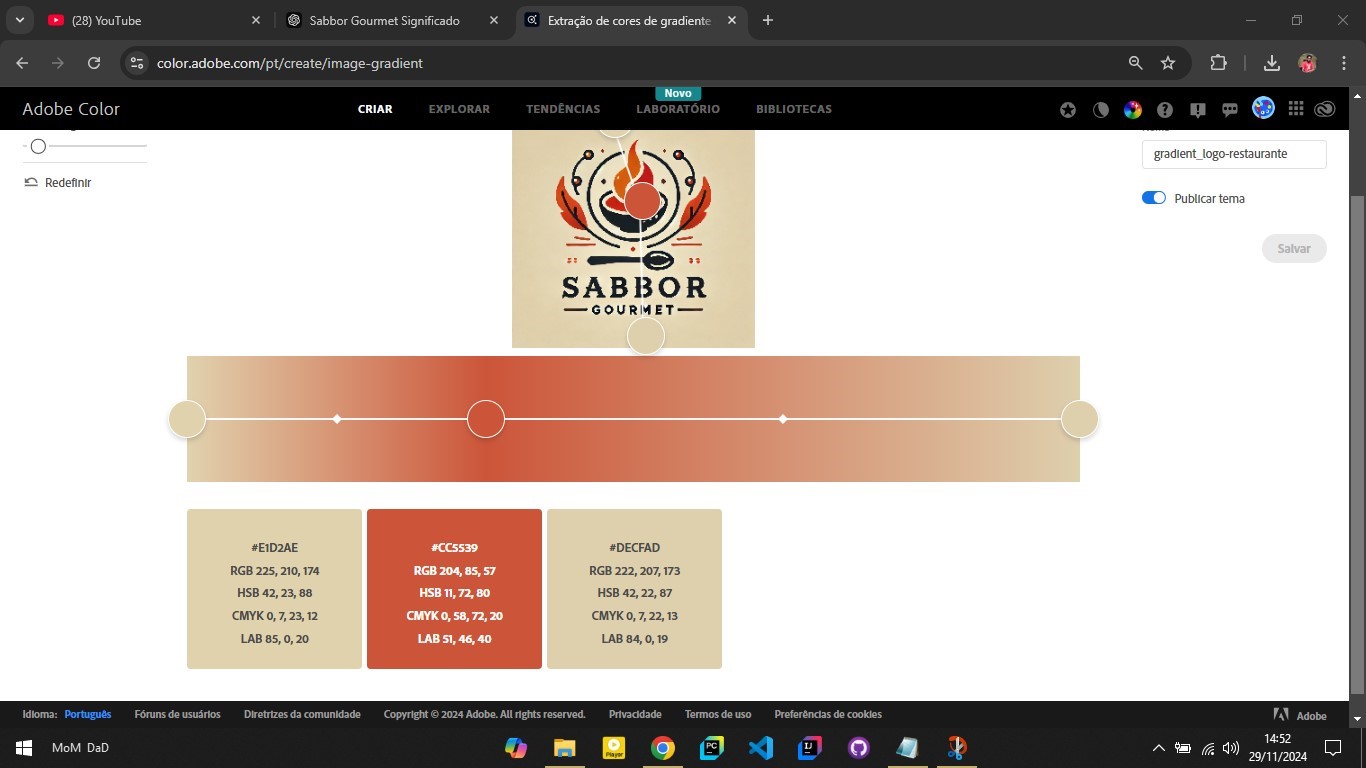 (28) YouTube
Sabbor Gourmet Significado
Extração de cores de gradiente
color.adobe.com/pt/create/image-gradient
Novo
Adobe Color
CRIAR
EXPLORAR
TENDÊNCIAS
LABORATÓRIO
BIBLIOTECAS
gradient_logo-restaurante
Redefinir
Publicar tema
Salvar
SABBOR
GOURMET
#E1D2AE
RGB 225, 210, 174
HSB 42, 23, 88
CMYK 0, 7, 23, 12
LAB 85, 0, 20
#CC5539
RGB 204, 85, 57
HSB 11, 72, 80
CMYK 0, 58, 72, 20
LAB 51, 46, 40
#DECFAD
RGB 222, 207, 173
HSB 42, 22, 87
CMYK 0, 7, 22, 13
LAB 84, 0, 19
Idioma: Português
Fóruns de usuários
Diretrizes da comunidade
Copyright © 2024 Adobe. All rights reserved.
Privacidade
Termos de uso
Preferências de cookies
Adobe
MoM DaD
Player
PC
IJ
14:52
29/11/2024